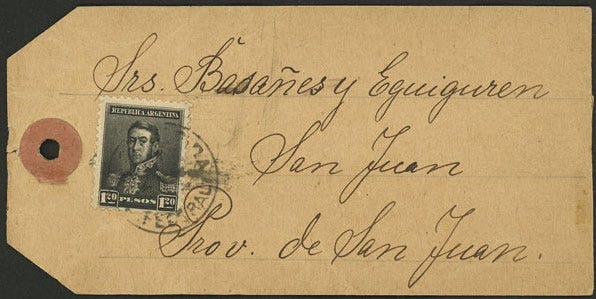 Srs. Basañes y Eguiguren
REPUBLICA ARGENTINA
San Juan
1.20 PESOS 1.20
Prov. de San Juan.